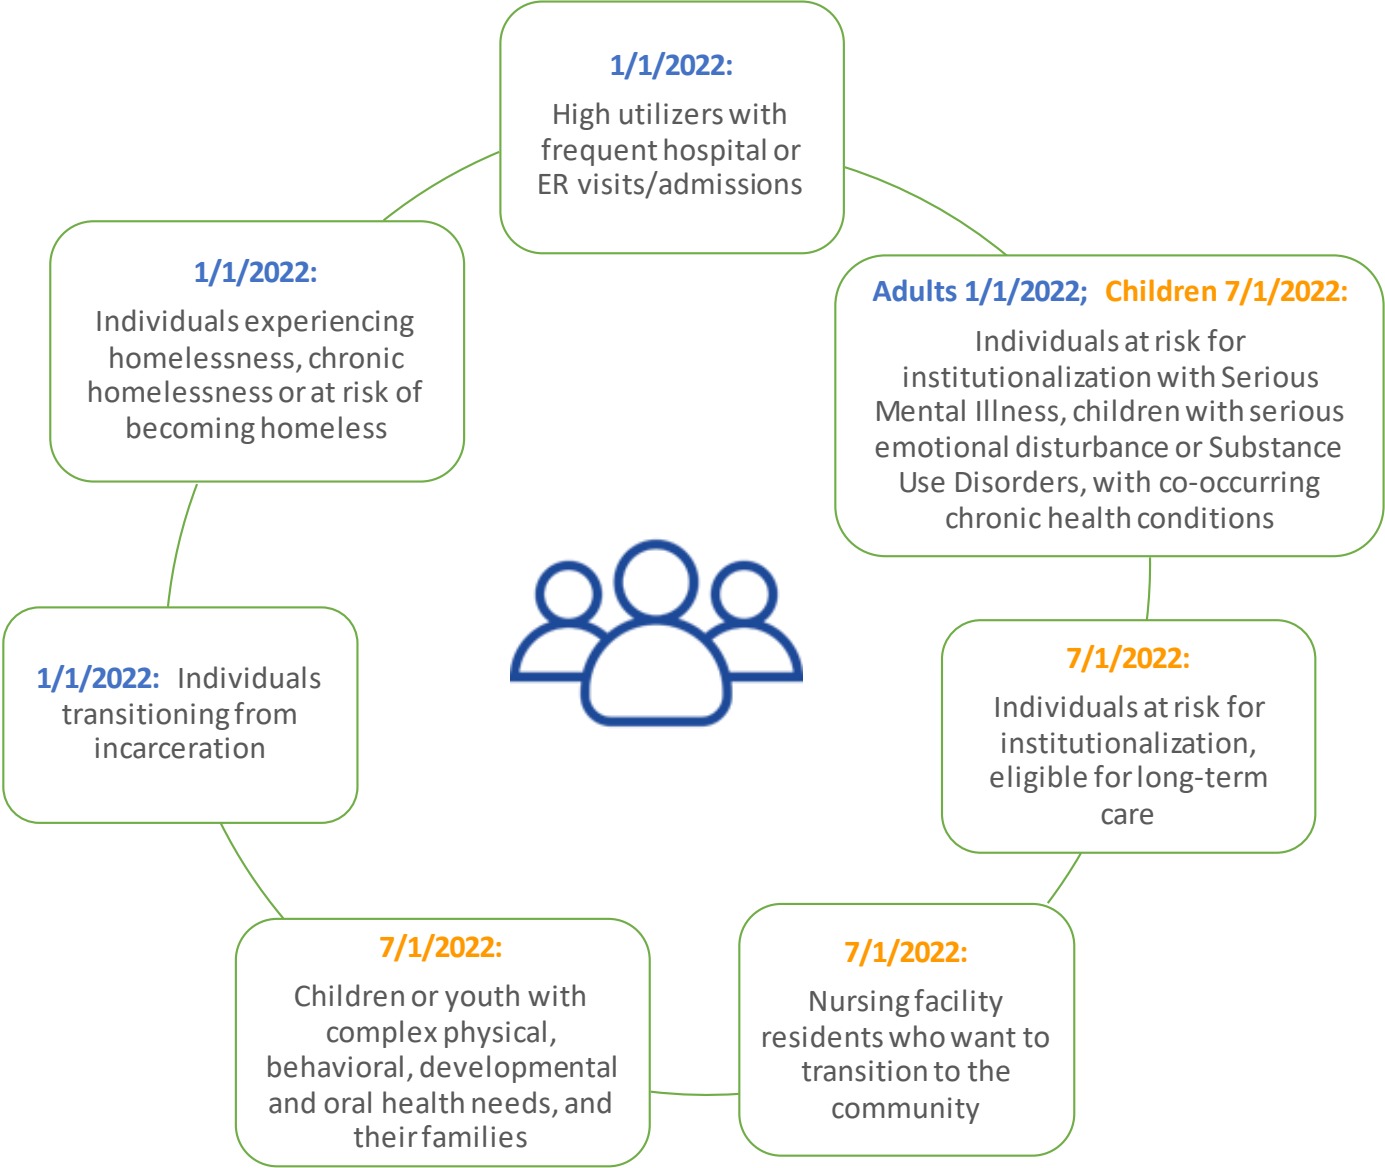 1/1/2022:
High utilizers with
frequent hospital or
ER visits/admissions
Adults 1/1/2022; Children 7/1/2022:
Individuals at risk for
institutionalization with Serious
Mental Illness, children with serious
emotional disturbance or Substance
Use Disorders, with co-occurring
chronic health conditions
7/1/2022:
Individuals at risk for
institutionalization,
eligible for long-term
care
7/1/2022:
Nursing facility
residents who want to
transition to the
community
7/1/2022:
Children or youth with
complex physical,
behavioral, developmental
and oral health needs, and
their families
1/1/2022: Individuals
transitioning from
incarceration
1/1/2022:
Individuals experiencing
homelessness, chronic
homelessness or at risk of
becoming homeless